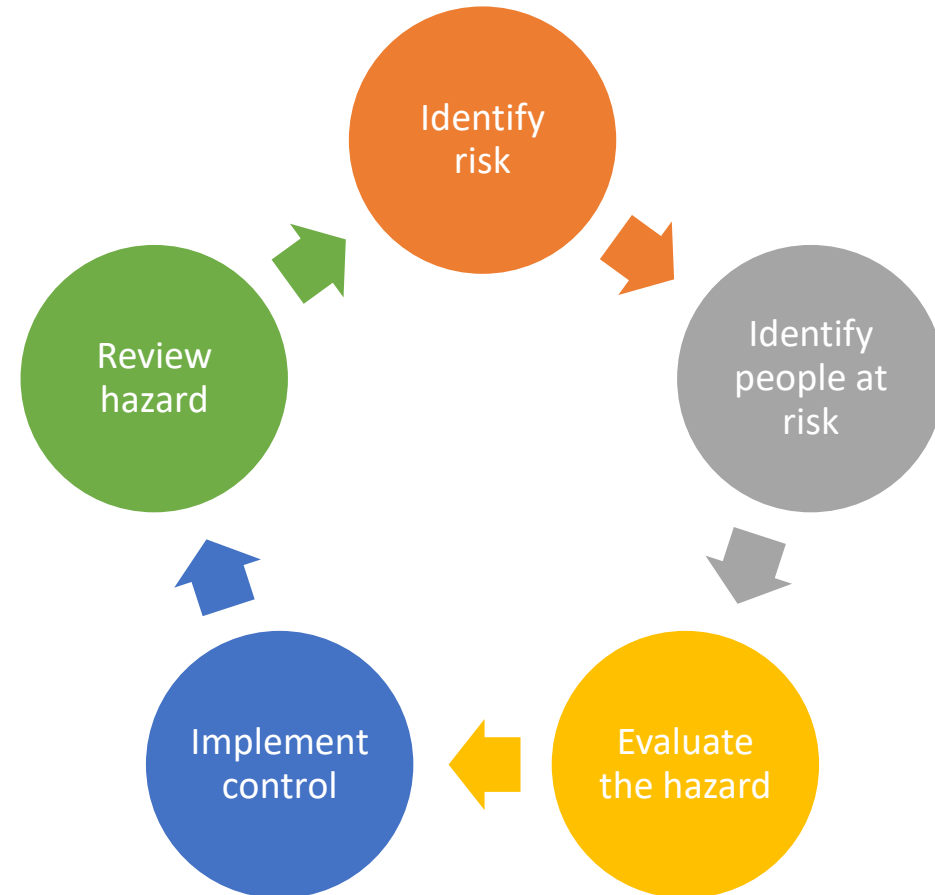 Identify
risk
Identify
people at
risk
Evaluate
the hazard
Implement
control
Review
hazard